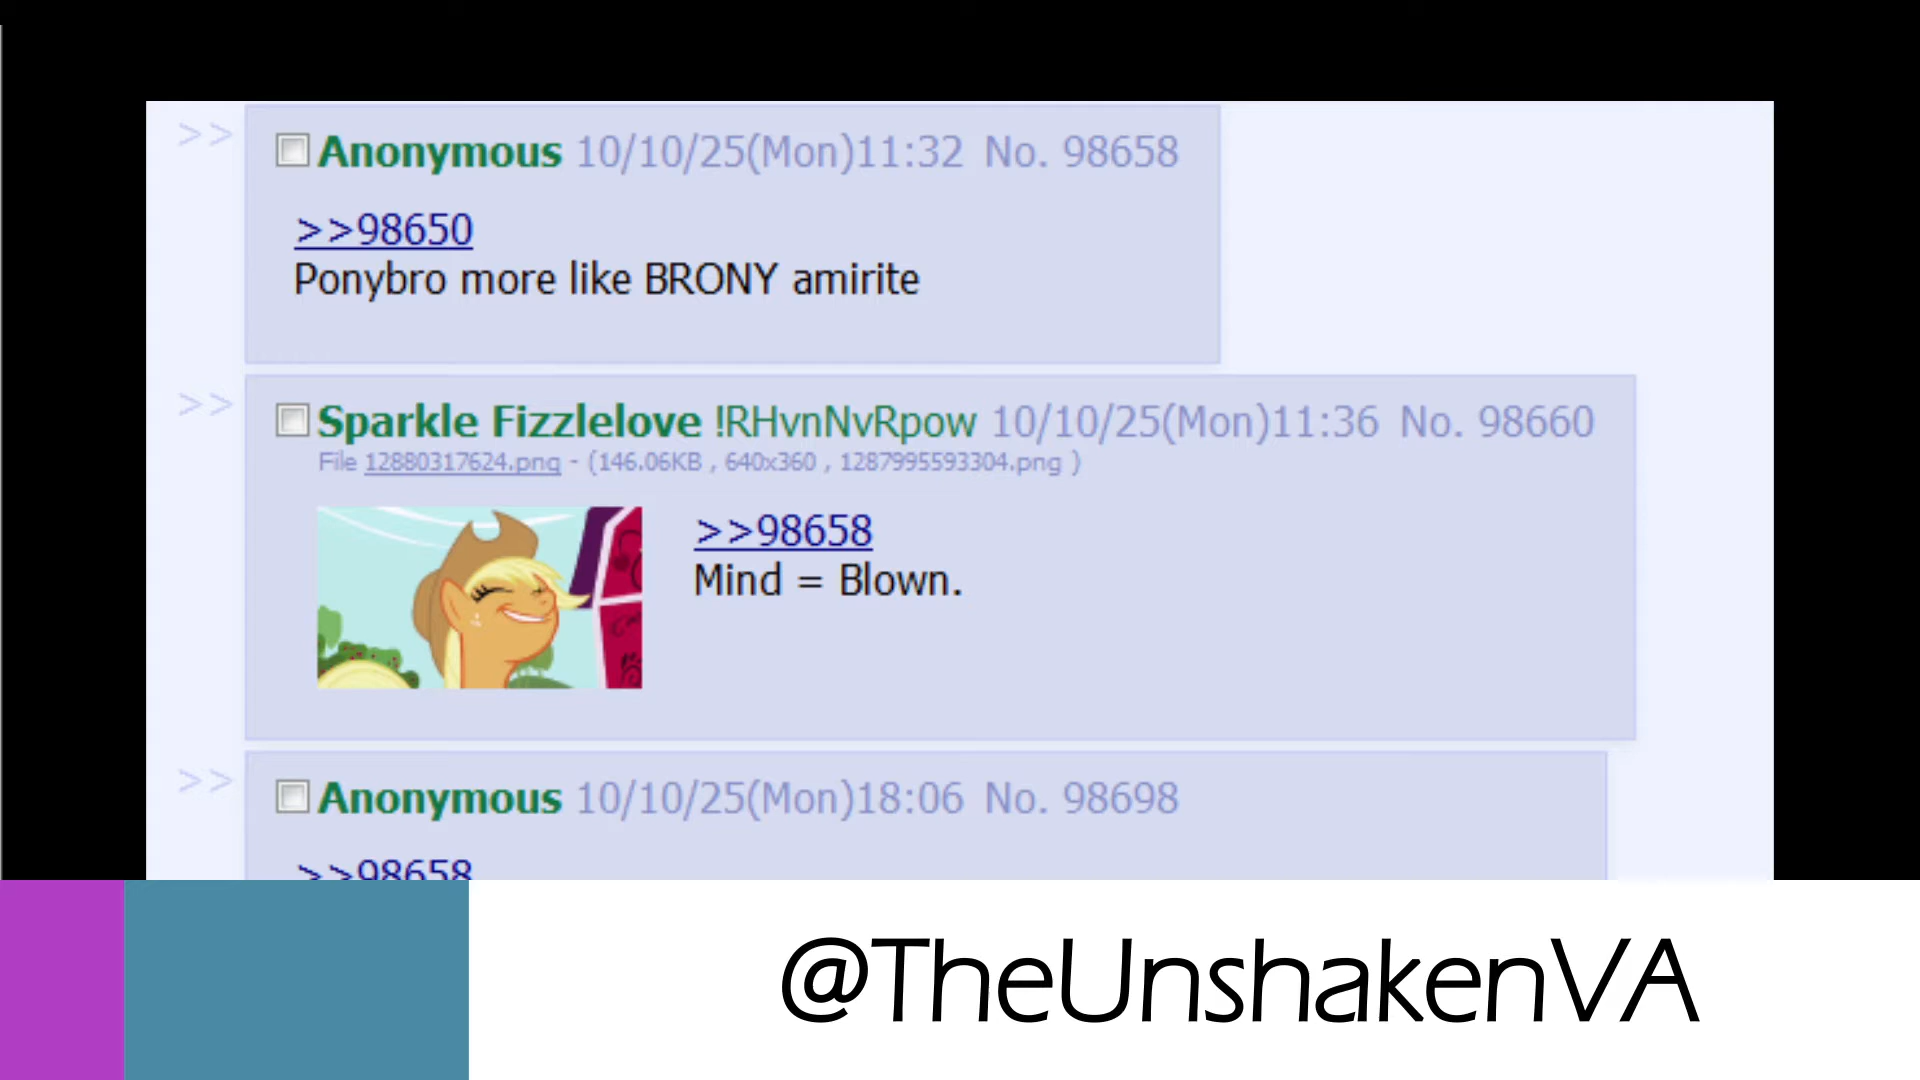 >> Anonymous 10/10/25(Mon)11:32 No. 98658
>>98650
Ponybro more like BRONY amirite
>> Sparkle Fizzlelove !RHvnNvRpow 10/10/25(Mon)11:36 No. 98660
File 12880317624.png - (146.06KB , 640x360 , 1287995593304.png )
>>98658
Mind = Blown.
>> Anonymous 10/10/25(Mon)18:06 No. 98698
>>98658
@TheUnshakenVA